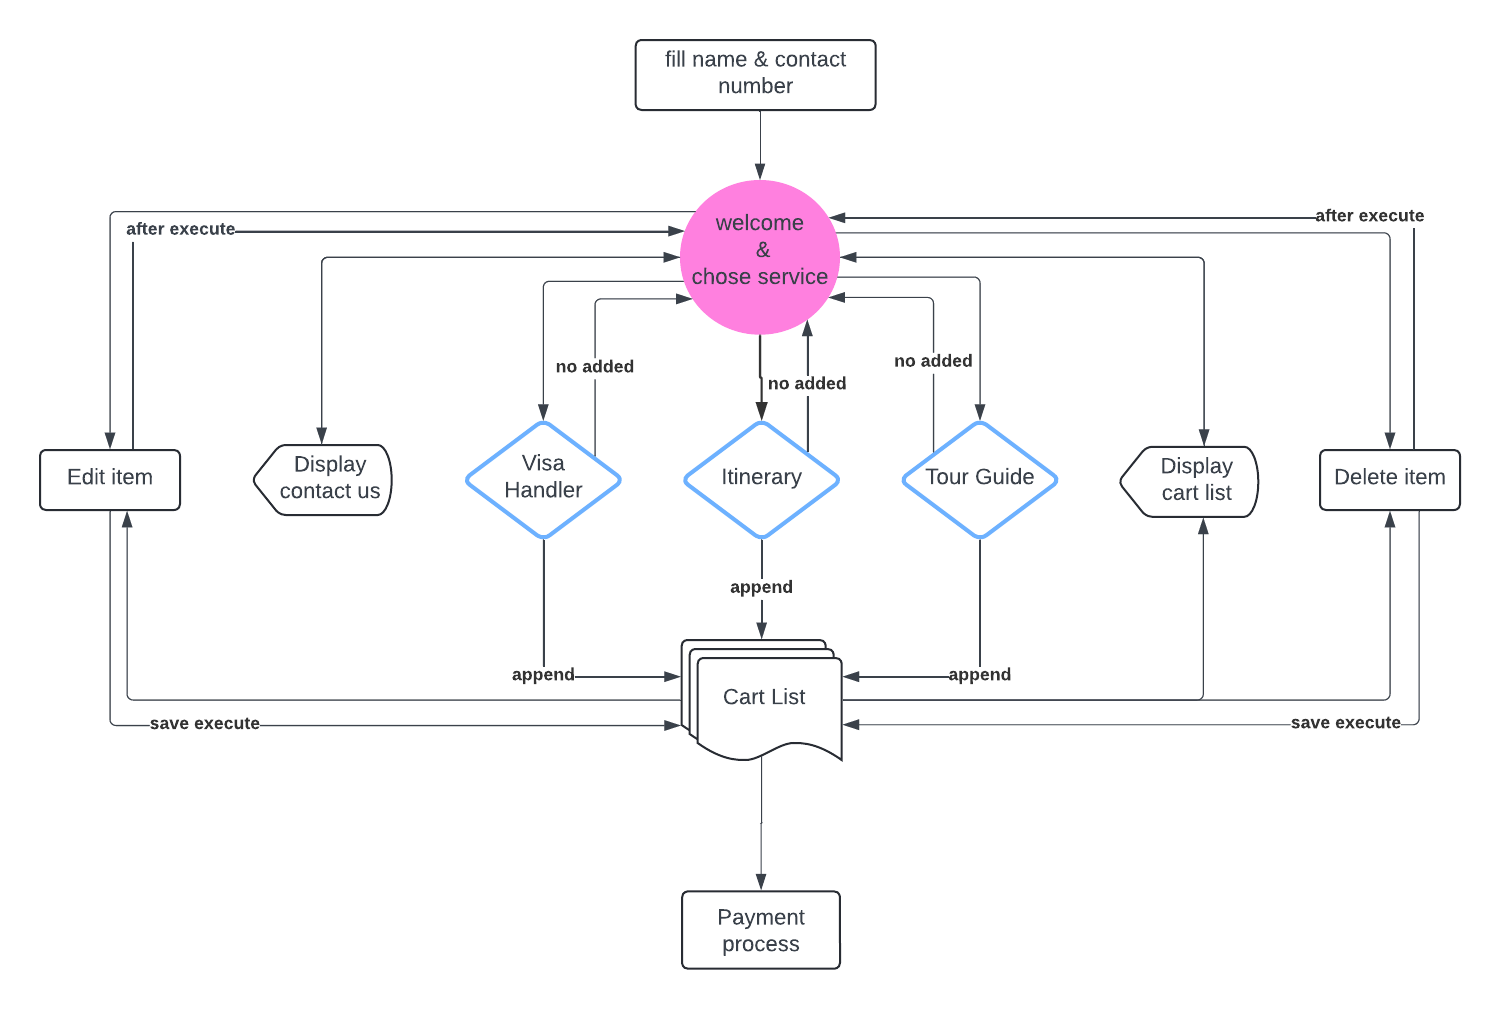 fill name & contact
number
welcome
&
chose service
after execute
after execute
no added
no added
no added
Edit item
Display
contact us
Visa
Handler
Itinerary
Tour Guide
Display
cart list
Delete item
append
append
append
Cart List
save execute
save execute
Payment
process